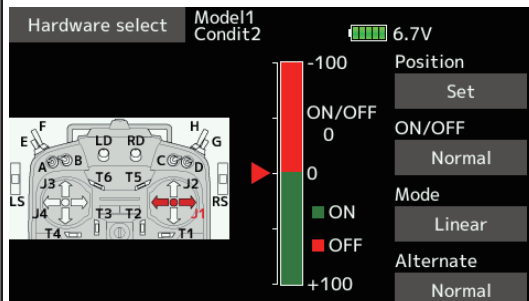 Hardware select
Model1
Condit2
6.7V
-100
ON/OFF
0
0
ON
OFF
+100
Position
Set
ON/OFF
Normal
Mode
Linear
Alternate
Normal
F H
E G
LD RD
A B C D
T6 T5
J3 J2
LS RS
J4 T3 T2 J1
T4 T1